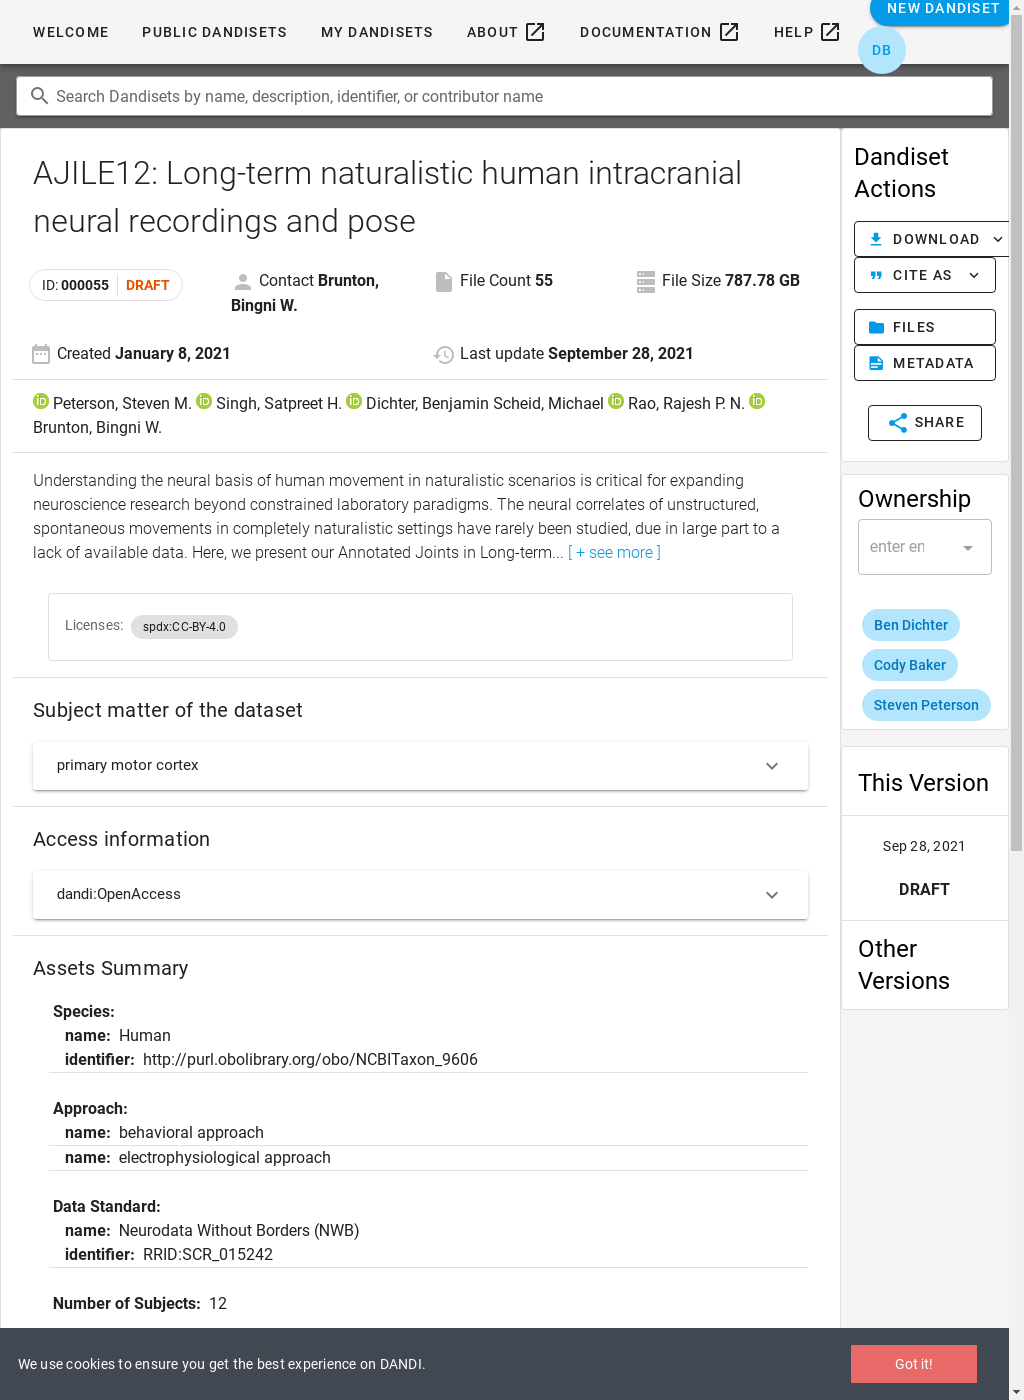 WELCOME PUBLIC DANDISETS MY DANDISETS ABOUT DOCUMENTATION HELP NEW DANDISET
DB
Search Dandisets by name, description, identifier, or contributor name
AJILE12: Long-term naturalistic human intracranial
neural recordings and pose
ID: 000055 DRAFT
Contact Brunton,
Bingni W.
File Count 55
File Size 787.78 GB
Created January 8, 2021
Last update September 28, 2021
Peterson, Steven M. Singh, Satpreet H. Dichter, Benjamin Scheid, Michael Rao, Rajesh P. N.
Brunton, Bingni W.
Understanding the neural basis of human movement in naturalistic scenarios is critical for expanding
neuroscience research beyond constrained laboratory paradigms. The neural correlates of unstructured,
spontaneous movements in completely naturalistic settings have rarely been studied, due in large part to a
lack of available data. Here, we present our Annotated Joints in Long-term... [ + see more ]
Licenses: spdx:CC-BY-4.0
Subject matter of the dataset
primary motor cortex
Access information
dandi:OpenAccess
Assets Summary
Species:
name: Human
identifier: http://purl.obolibrary.org/obo/NCBITaxon_9606
Approach:
name: behavioral approach
name: electrophysiological approach
Data Standard:
name: Neurodata Without Borders (NWB)
identifier: RRID:SCR_015242
Number of Subjects: 12
Dandiset
Actions
DOWNLOAD
CITE AS
FILES
METADATA
SHARE
Ownership
enter en
Ben Dichter
Cody Baker
Steven Peterson
This Version
Sep 28, 2021
DRAFT
Other
Versions
We use cookies to ensure you get the best experience on DANDI.
Got it!